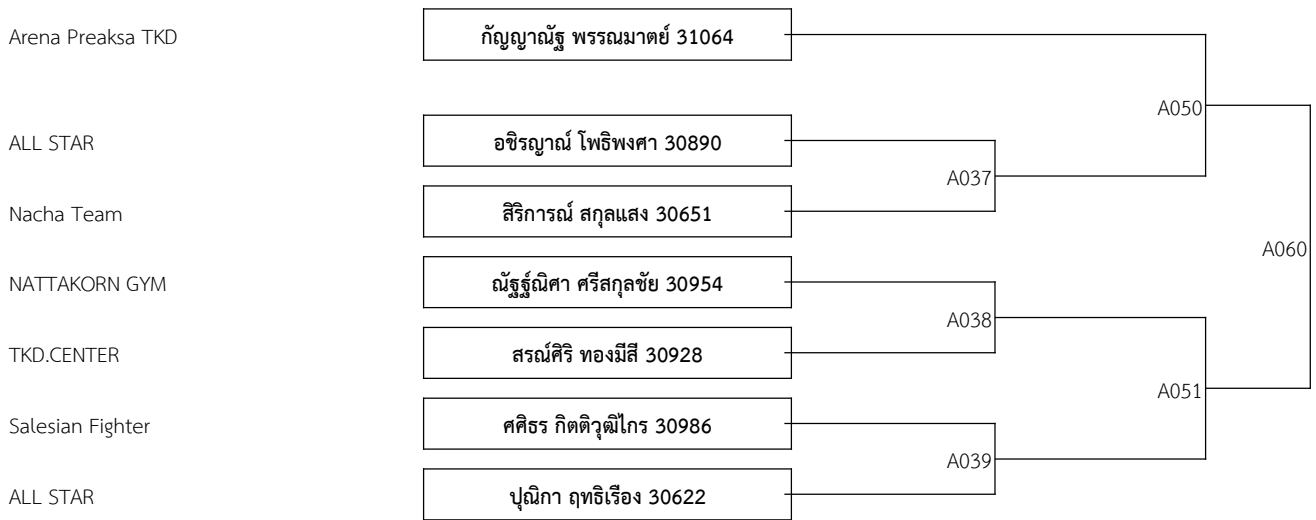 Arena Preaksa TKD
กัญญาณัฐ พรรณมาตย์ 31064
A050
ALL STAR
อชิรญาณ์ โพธิพงศา 30890
A037
Nacha Team
สิริการณ์ สกุลแสง 30651
A060
NATTAKORN GYM
ณัฐฐ์ณิศา ศรีสกุลชัย 30954
A038
TKD.CENTER
สรณ์ศิริ ทองมีสี 30928
A051
Salesian Fighter
ศศิธร กิตติวุฒิไกร 30986
A039
ALL STAR
ปุณิกา ฤทธิเรือง 30622